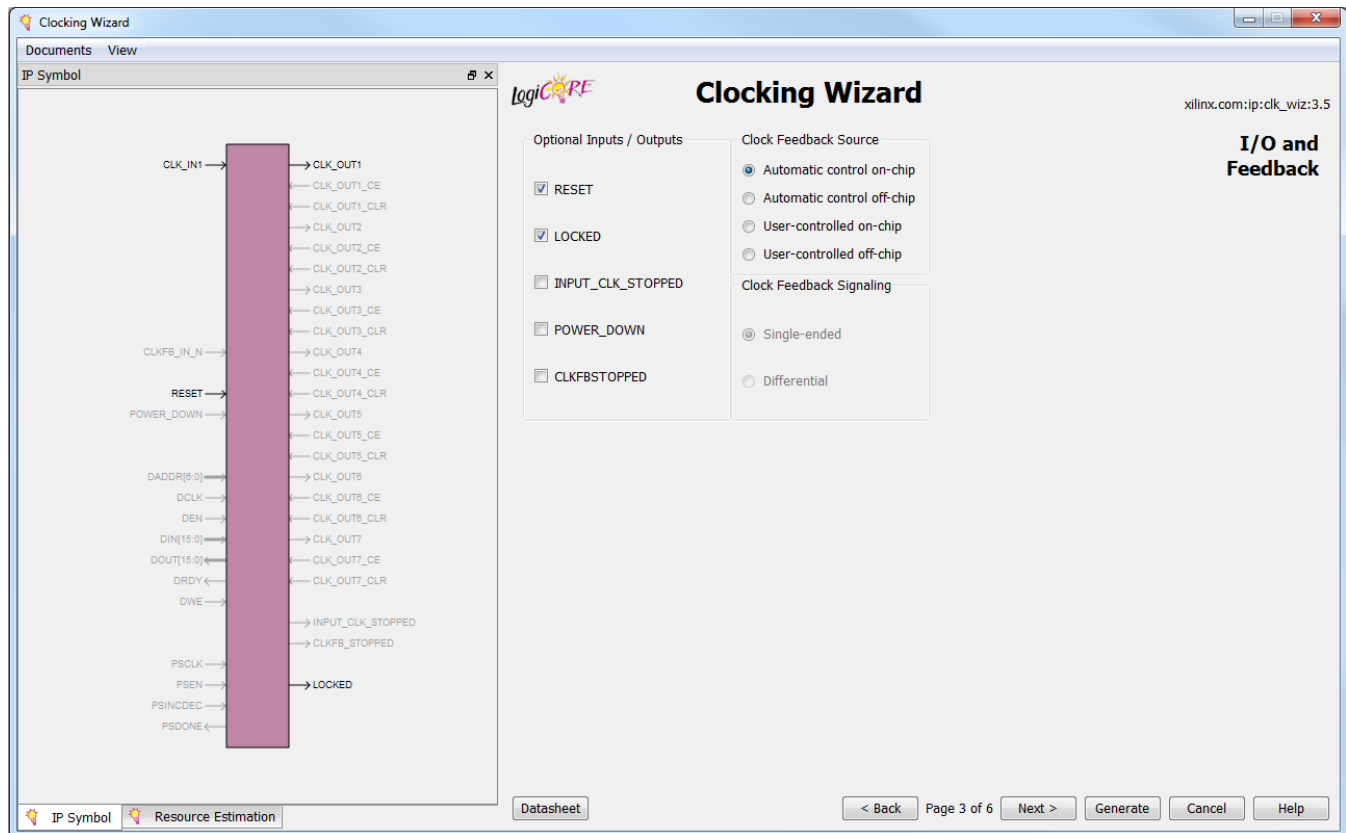 Clocking Wizard
Documents View
IP Symbol
CLK_IN1
CLKFB_IN_N
RESET
POWER_DOWN
DADDR[6:0]
DCLK
DEN
DIN[15:0]
DOUT[15:0]
DRDY
DWE
PSCLK
PSEN
PSINCDEC
PSDONE
CLK_OUT1
CLK_OUT1_CE
CLK_OUT1_CLR
CLK_OUT2
CLK_OUT2_CE
CLK_OUT2_CLR
CLK_OUT3
CLK_OUT3_CE
CLK_OUT3_CLR
CLK_OUT4
CLK_OUT4_CE
CLK_OUT4_CLR
CLK_OUT5
CLK_OUT5_CE
CLK_OUT5_CLR
CLK_OUT6
CLK_OUT6_CE
CLK_OUT6_CLR
CLK_OUT7
CLK_OUT7_CE
CLK_OUT7_CLR
INPUT_CLK_STOPPED
CLKFB_STOPPED
LOCKED
IP Symbol
Resource Estimation
LogiCORE
Clocking Wizard
xilinx.com:ip:clk_wiz:3.5
I/O and
Feedback
Optional Inputs / Outputs
RESET
LOCKED
INPUT_CLK_STOPPED
POWER_DOWN
CLKFBSTOPPED
Clock Feedback Source
Automatic control on-chip
Automatic control off-chip
User-controlled on-chip
User-controlled off-chip
Clock Feedback Signaling
Single-ended
Differential
Datasheet
< Back Page 3 of 6 Next > Generate Cancel Help